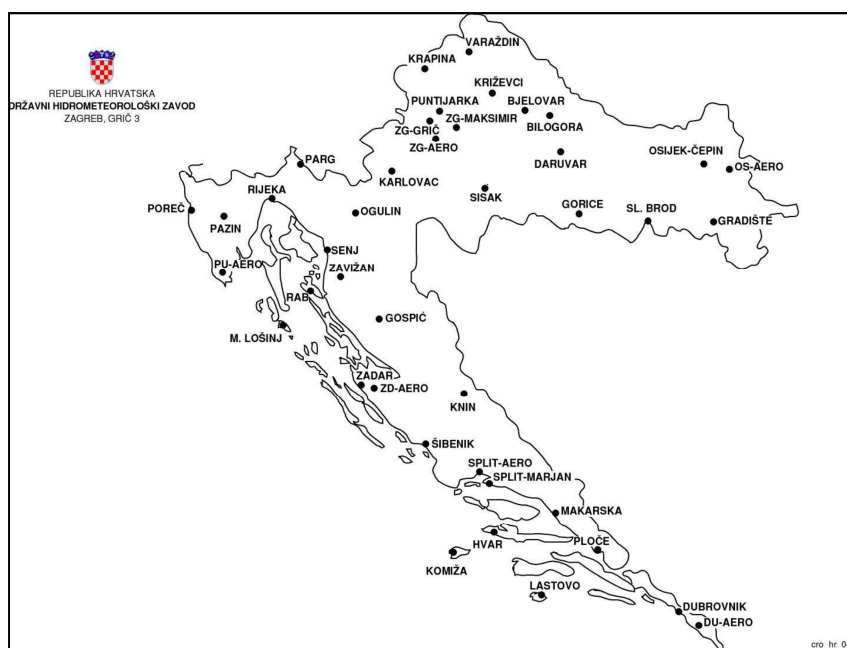 REPUBLIKA HRVATSKA
DRŽAVNI HIDROMETEOROLOŠKI ZAVOD
ZAGREB, GRIČ 3
VARAŽDIN
KRAPINA
KRIŽEVCI
PUNTIJARKA
BJELOVAR
ZG-MAKSIMIR
BILOGORA
ZG-GRIČ
ZG-AERO
PARG
DARUVAR
OSIJEK-ČEPIN
OS-AERO
KARLOVAC
RIJEKA
SISAK
POREČ
OGULIN
GORICE
SL. BROD
PAZIN
GRADIŠTE
SENJ
PU-AERO
ZAVIŽAN
RAB
GOSPIĆ
M. LOŠINJ
ZADAR
ZD-AERO
KNIN
ŠIBENIK
SPLIT-AERO
SPLIT-MARJAN
MAKARSKA
HVAR
PLOČE
KOMIŽA
LASTOVO
DUBROVNIK
DU-AERO
cro_hr_0